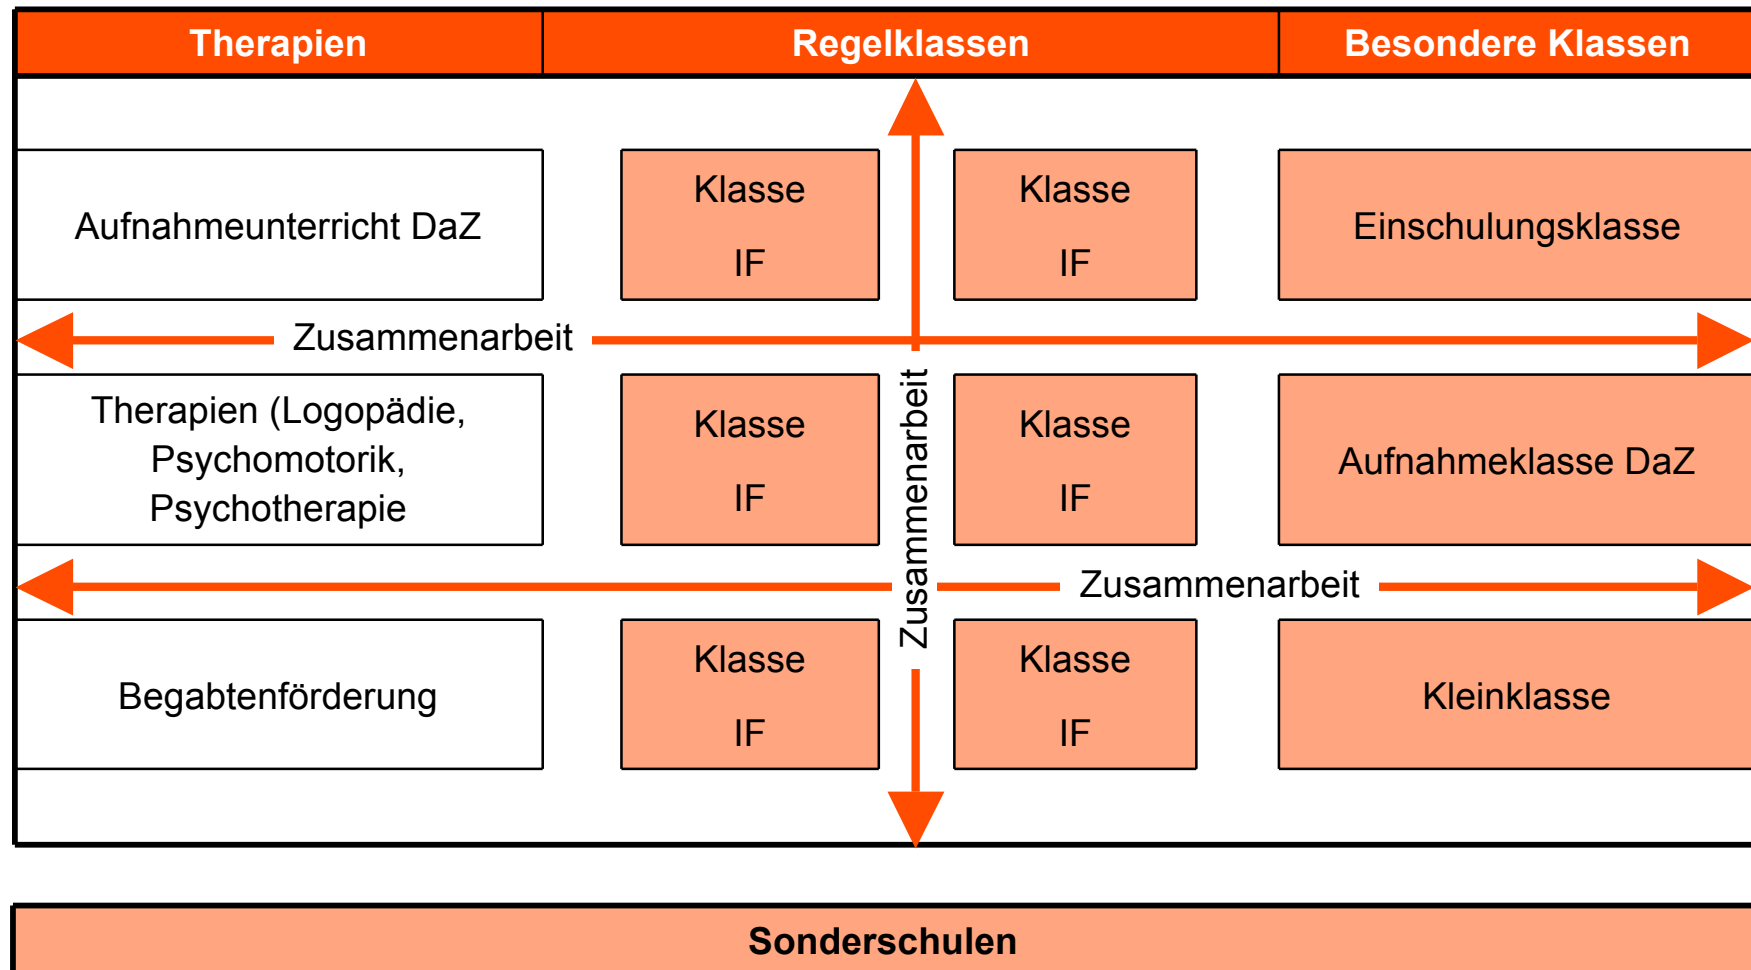 Therapien Regelklassen Besondere Klassen
Aufnahmeunterricht DaZ
Klasse
IF
Klasse
IF
Einschulungsklasse
Zusammenarbeit
Therapien (Logopädie,
Psychomotorik,
Psychotherapie
Klasse
IF
Zusammenarbeit
Klasse
IF
Aufnahmeklasse DaZ
Zusammenarbeit
Begabtenförderung
Klasse
IF
Klasse
IF
Kleinklasse
Sonderschulen